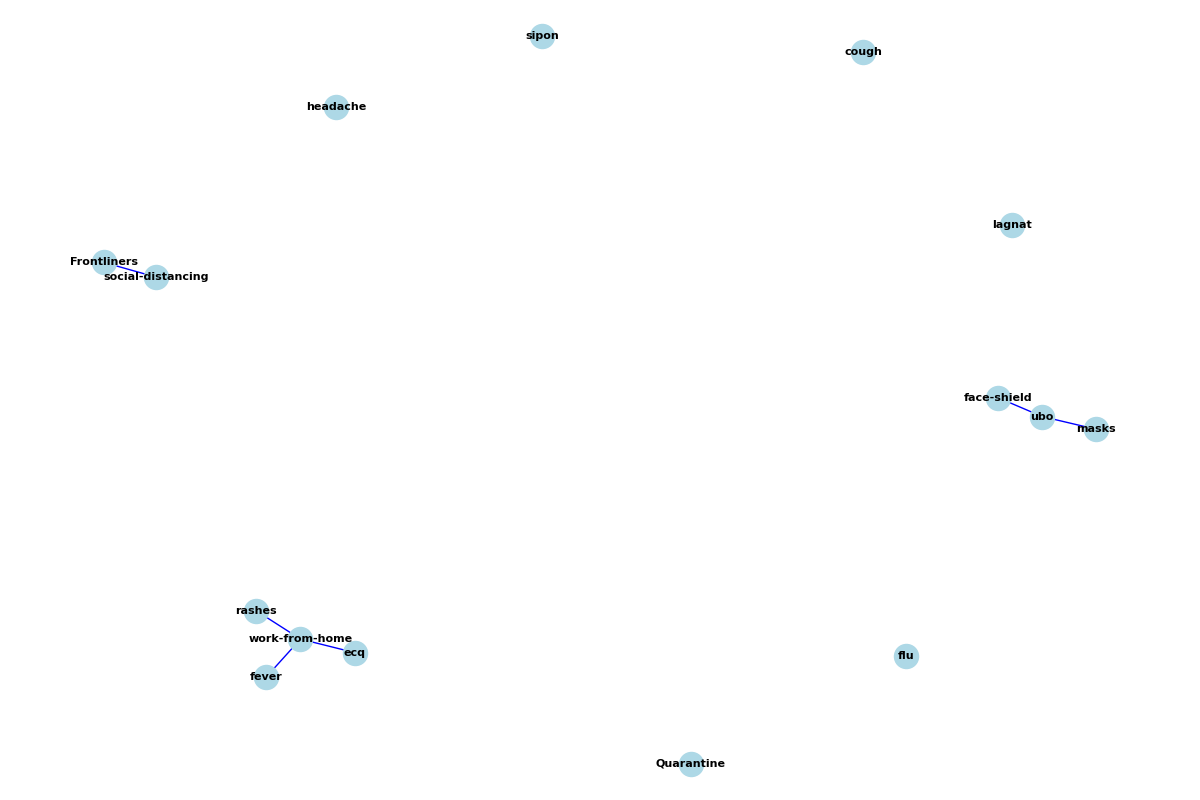 sipon
cough
headache
lagnat
Frontliners
social-distancing
face-shield
ubo
masks
rashes
work-from-home
ecq
fever
flu
Quarantine